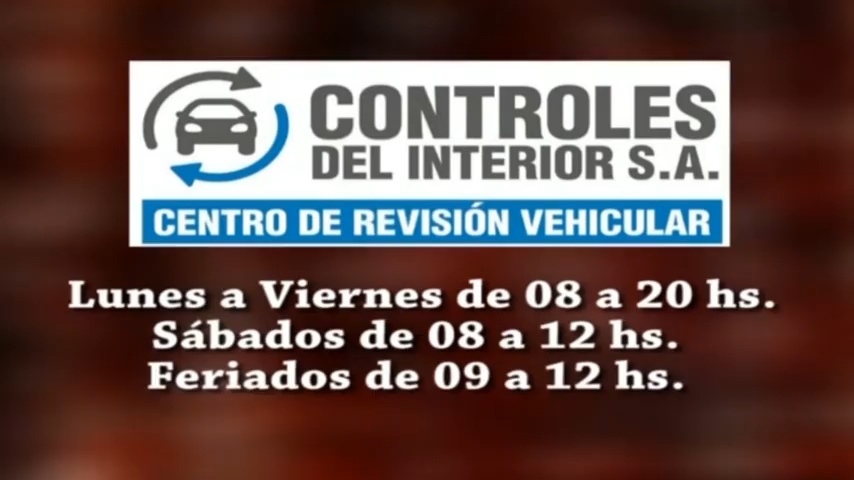 CONTROLES
DEL INTERIOR S.A.
CENTRO DE REVISIÓN VEHICULAR
Lunes a Viernes de 08 a 20 hs.
Sábados de 08 a 12 hs.
Feriados de 09 a 12 hs.